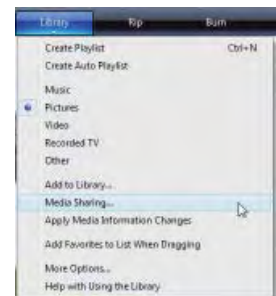 Library Rip Burn
Create Playlist Ctrl+N
Create Auto Playlist
Music
Pictures
Video
Recorded TV
Other
Add to Library...
Media Sharing...
Apply Media Information Changes
Add Favorites to List When Dragging
More Options...
Help with Using the Library